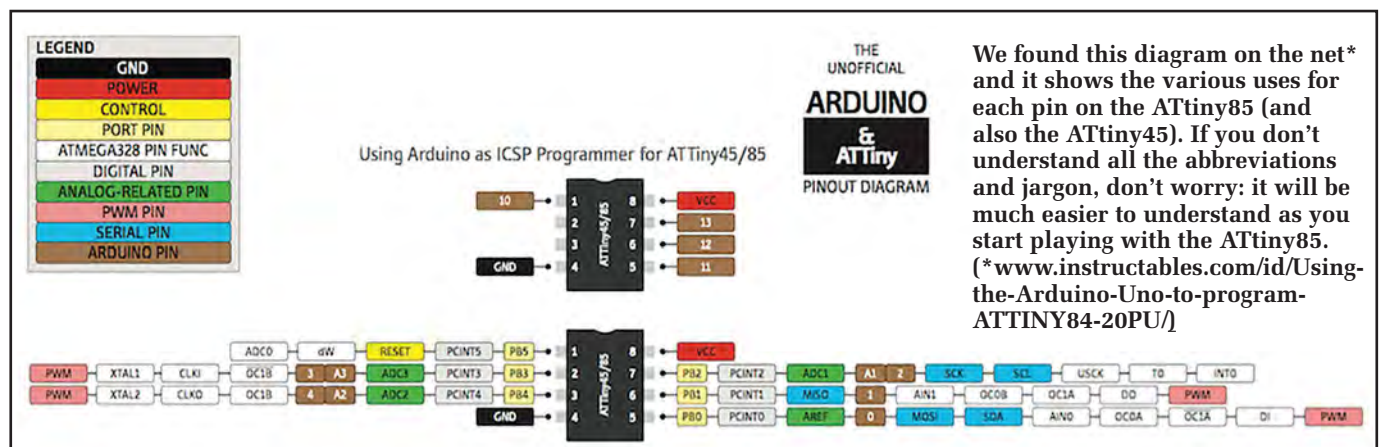 LEGEND
GND
POWER
CONTROL
PORT PIN
ATMEGA328 PIN FUNC
DIGITAL PIN
ANALOG-RELATED PIN
PWM PIN
SERIAL PIN
ARDUINO PIN
THE
UNOFFICIAL
ARDUINO
&
ATTiny
PINOUT DIAGRAM
We found this diagram on the net*
and it shows the various uses for
each pin on the ATtiny85 (and
also the ATtiny45). If you don't
understand all the abbreviations
and jargon, don't worry: it will be
much easier to understand as you
start playing with the ATtiny85.
(*www.instructables.com/id/Using-
the-Arduino-Uno-to-program-
ATTINY84-20PU/)
Using Arduino as ICSP Programmer for ATTiny45/85
10 1 8 VCC
2 7 13
3 6 12
GND 4 5 11
ATTiny45/85
ADC0 dW RESET PCINT5 PB5 1 8 VCC
PWM XTAL1 CLKI OC1B 3 A3 ADC3 PCINT3 PB3 2 7 PB2 PCINT2 ADC1 A1 2 SCK SCL USCK T0 INT0
PWM XTAL2 CLKO OC1B 4 A2 ADC2 PCINT4 PB4 3 6 PB1 PCINT1 MISO 1 AIN1 OC0B OC1A DO PWM
GND 4 5 PB0 PCINT0 AREF 0 MOSI SDA AIN0 OC0A OC1A DI PWM
ATTiny45/85